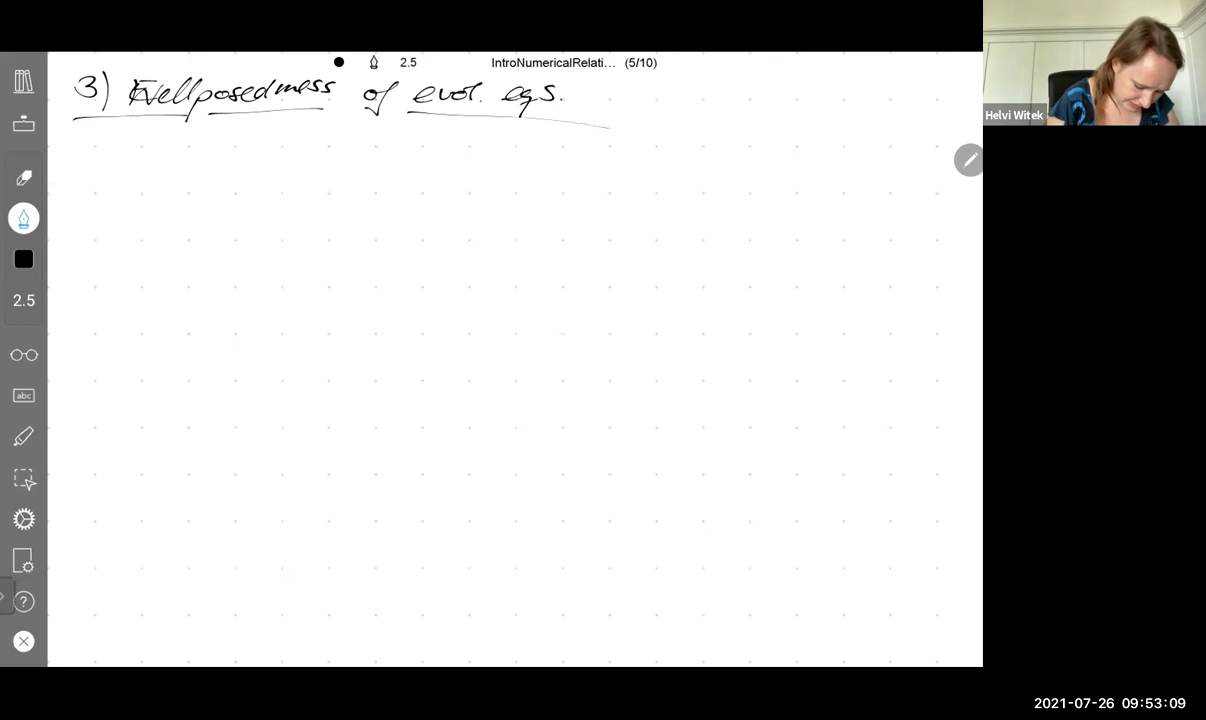 2.5 IntroNumericalRelati... (5/10)
3) Wellposedness of evol. eqs.
Helvi Witek
2.5
abc
?
2021-07-26 09:53:09